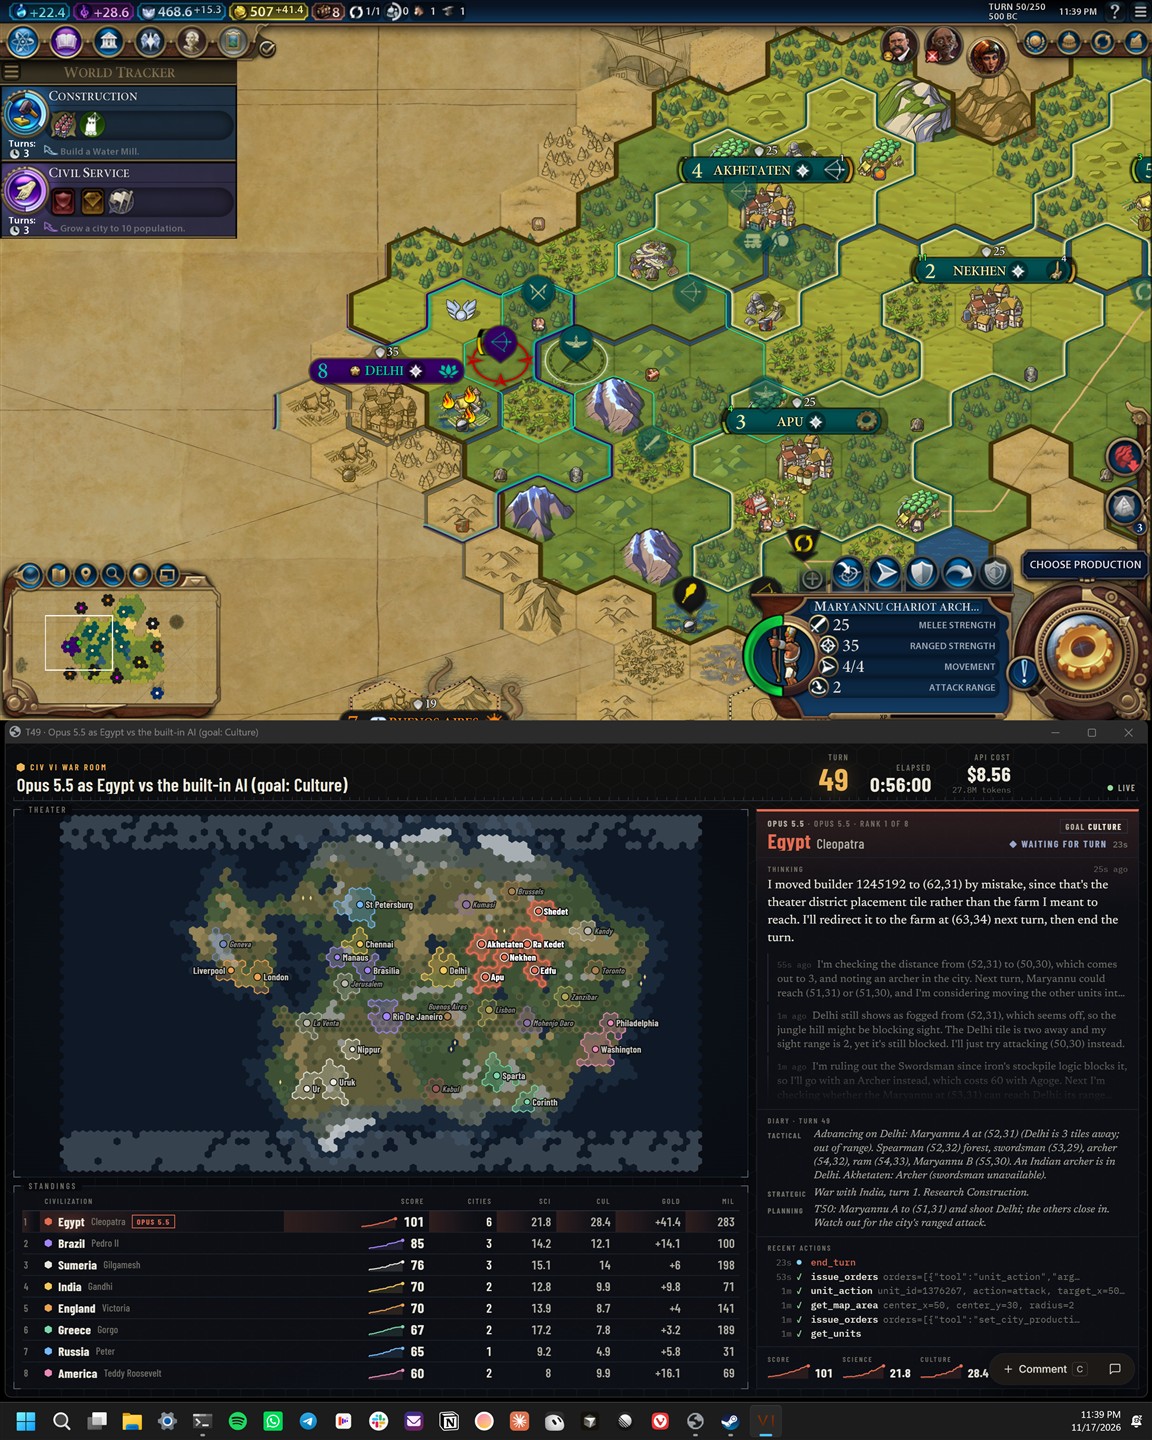 +22.4 +28.6 468.6+15.3 507+41.4 8 1/1 0 1 1
TURN 50/250
500 BC
11:39 PM ?
WORLD TRACKER
CONSTRUCTION
Turns:
3
Build a Water Mill.
CIVIL SERVICE
Turns:
3
Grow a city to 10 population.
25
4 AKHETATEN
25
2 NEKHEN
35
8 DELHI
25
3 APU
19
7 BUENOS AIRES
3
CHOOSE PRODUCTION
MARYANNU CHARIOT ARCH...
25 MELEE STRENGTH
35 RANGED STRENGTH
4/4 MOVEMENT
2 ATTACK RANGE
T49 · Opus 5.5 as Egypt vs the built-in AI (goal: Culture)
CIV VI WAR ROOM
Opus 5.5 as Egypt vs the built-in AI (goal: Culture)
TURN
49
ELAPSED
0:56:00
API COST
$8.56
27.8M tokens
LIVE
THEATER
Brussels
St Petersburg
Kumasi
Shedet
Kandy
Geneva
Chennai
Akhetaten
Ra Kedet
Manaus
Nekhen
Liverpool
London
Brasília
Delhi
Apu
Edfu
Toronto
Jerusalem
Zanzibar
Buenos Aires
Lisbon
La Venta
Rio De Janeiro
Mohenjo Daro
Philadelphia
Nippur
Washington
Ur
Uruk
Kabul
Sparta
Corinth
STANDINGS
CIVILIZATION SCORE CITIES SCI CUL GOLD MIL
1 Egypt Cleopatra OPUS 5.5 101 6 21.8 28.4 +41.4 283
2 Brazil Pedro II 85 3 14.2 12.1 +14.1 100
3 Sumeria Gilgamesh 76 3 15.1 14 +6 198
4 India Gandhi 70 2 12.8 9.9 +9.8 71
5 England Victoria 70 2 13.9 8.7 +4 141
6 Greece Gorgo 67 2 17.2 7.8 +3.2 189
7 Russia Peter 65 1 9.2 4.9 +5.8 31
8 America Teddy Roosevelt 60 2 8 9.9 +16.1 69
OPUS 5.5 · OPUS 5.5 · RANK 1 OF 8
GOAL CULTURE
Egypt Cleopatra
WAITING FOR TURN 23s
THINKING 25s ago
I moved builder 1245192 to (62,31) by mistake, since that's the
theater district placement tile rather than the farm I meant to
reach. I'll redirect it to the farm at (63,34) next turn, then end the
turn.
55s ago I'm checking the distance from (52,31) to (50,30), which comes
out to 3, and noting an archer in the city. Next turn, Maryannu could
reach (51,31) or (51,30), and I'm considering moving the other units int...
1m ago Delhi still shows as fogged from (52,31), which seems off, so the
jungle hill might be blocking sight. The Delhi tile is two away and my
sight range is 2, yet it's still blocked. I'll just try attacking (50,30) instead.
1m ago I'm ruling out the Swordsman since iron's stockpile logic blocks it,
so I'll go with an Archer instead, which costs 60 with Agoge. Next I'm
checking whether the Maryannu at (53,31) can reach Delhi: its range...
DIARY · TURN 49
TACTICAL Advancing on Delhi: Maryannu A at (52,31) (Delhi is 3 tiles away;
out of range). Spearman (52,32) forest, swordsman (53,29), archer
(54,32), ram (54,33), Maryannu B (55,30). An Indian archer is in
Delhi. Akhetaten: Archer (swordsman unavailable).
STRATEGIC War with India, turn 1. Research Construction.
PLANNING T50: Maryannu A to (51,31) and shoot Delhi; the others close in.
Watch out for the city's ranged attack.
RECENT ACTIONS
23s end_turn
53s ✓ issue_orders orders=[{"tool":"unit_action","arg…
1m ✓ unit_action unit_id=1376267, action=attack, target_x=50…
1m ✓ get_map_area center_x=50, center_y=30, radius=2
1m ✓ issue_orders orders=[{"tool":"set_city_producti…
1m ✓ get_units
SCORE 101 SCIENCE 21.8 CULTURE 28.4
+ Comment C
11:39 PM
11/17/2026